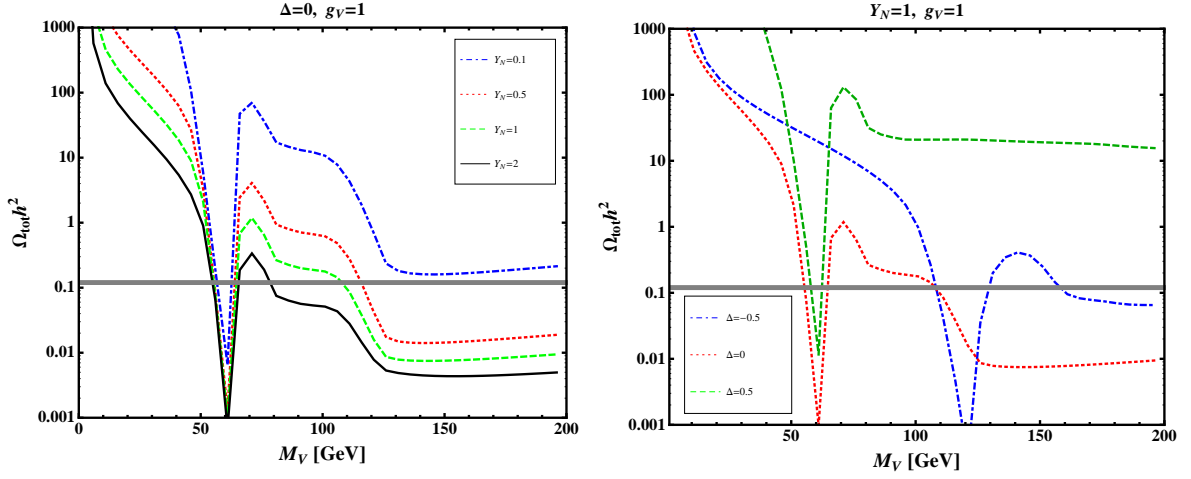 Δ=0, g_V=1
1000
100
10
1
0.1
0.01
0.001
Ω_tot h²
Y_N=0.1
Y_N=0.5
Y_N=1
Y_N=2
0
50
100
150
200
M_V [GeV]
Y_N=1, g_V=1
1000
100
10
1
0.1
0.01
0.001
Ω_tot h²
Δ=-0.5
Δ=0
Δ=0.5
50
100
150
200
M_V [GeV]